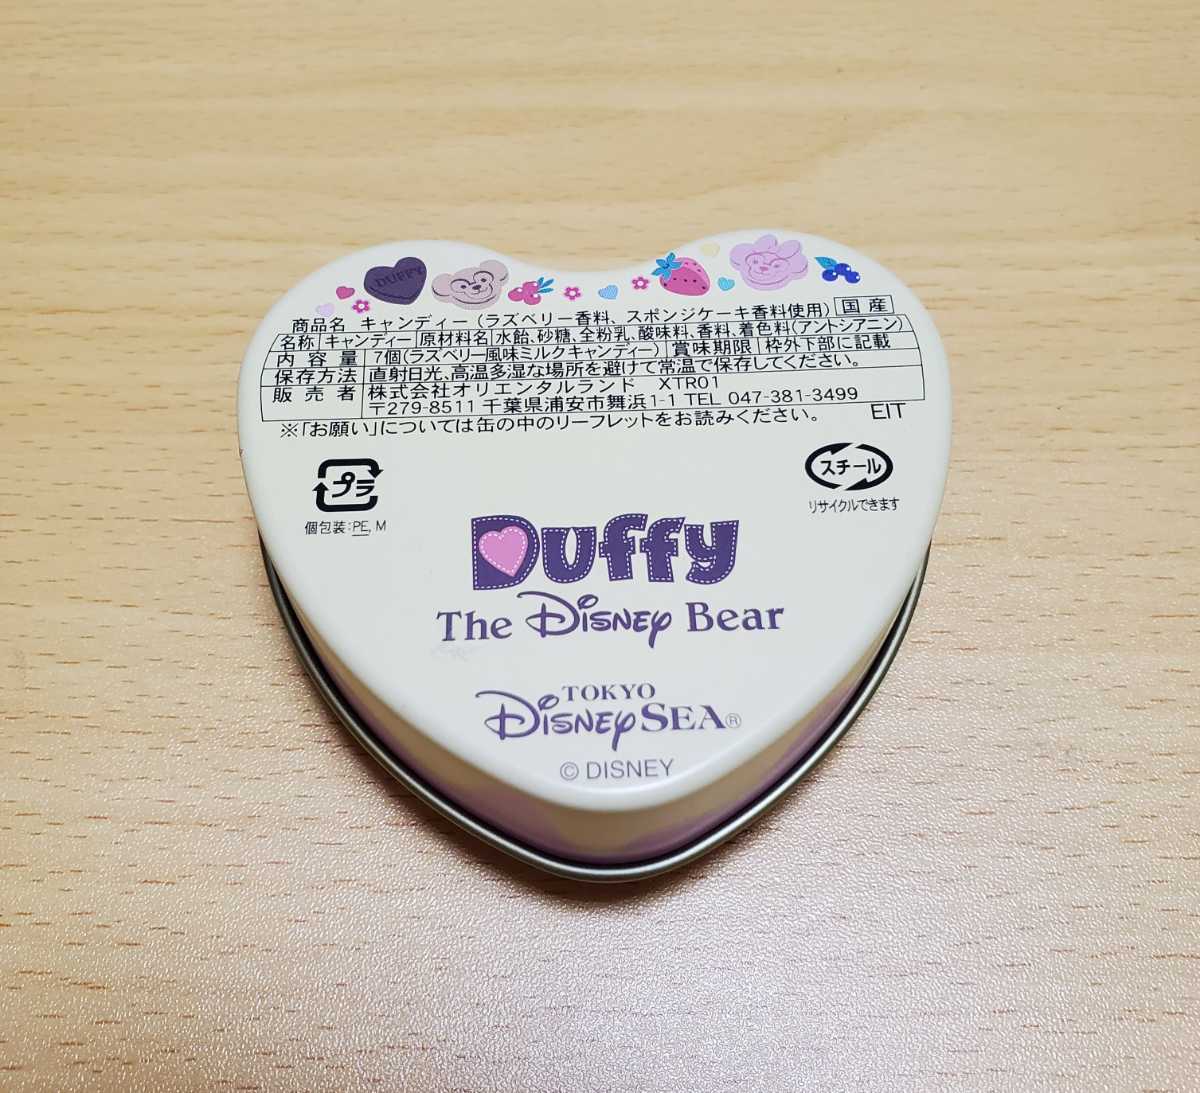 DUFFY
商品名 キャンディー(ラズベリー香料、スポンジケーキ香料使用) 国産
名称 キャンディー 原材料名 水飴、砂糖、全粉乳、酸味料、香料、着色料(アントシアニン)
内容量 7個(ラズベリー風味ミルクキャンディー) 賞味期限 枠外下部に記載
保存方法 直射日光、高温多湿な場所を避けて常温で保存してください。
販売者 株式会社オリエンタルランド XTR01
〒279-8511 千葉県浦安市舞浜1-1 TEL 047-381-3499
※「お願い」については缶の中のリーフレットをお読みください。 EIT
プラ
個包装:PE, M
スチール
リサイクルできます
Duffy
The Disney Bear
TOKYO
Disney SEA®
© DISNEY